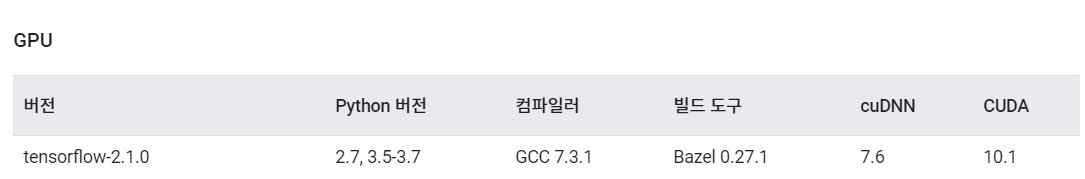 GPU
버전 Python 버전 컴파일러 빌드 도구 cuDNN CUDA
tensorflow-2.1.0 2.7, 3.5-3.7 GCC 7.3.1 Bazel 0.27.1 7.6 10.1